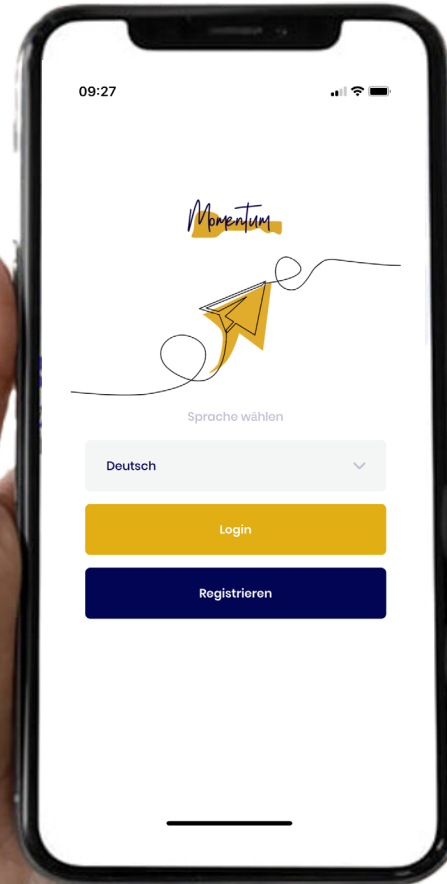 09:27
Momentum
Sprache wählen
Deutsch
Login
Registrieren